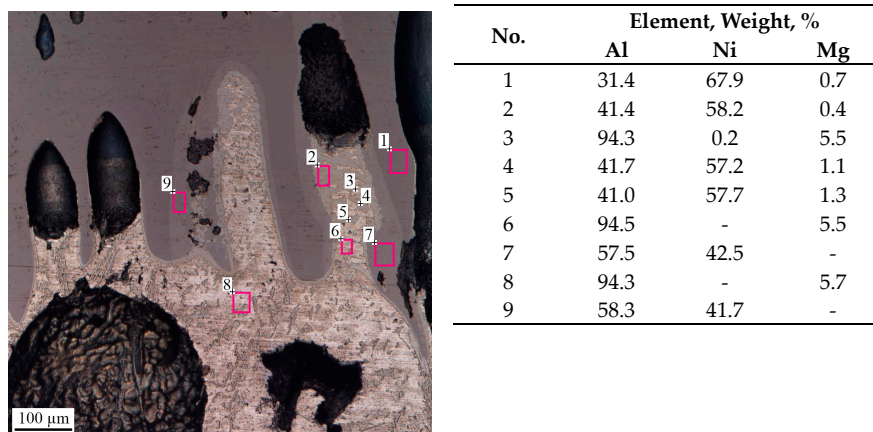 No.
Element, Weight, %
Al Ni Mg
1 31.4 67.9 0.7
2 41.4 58.2 0.4
3 94.3 0.2 5.5
4 41.7 57.2 1.1
5 41.0 57.7 1.3
6 94.5 - 5.5
7 57.5 42.5 -
8 94.3 - 5.7
9 58.3 41.7 -
1
2
9
3
4
5
6
7
8
100 µm